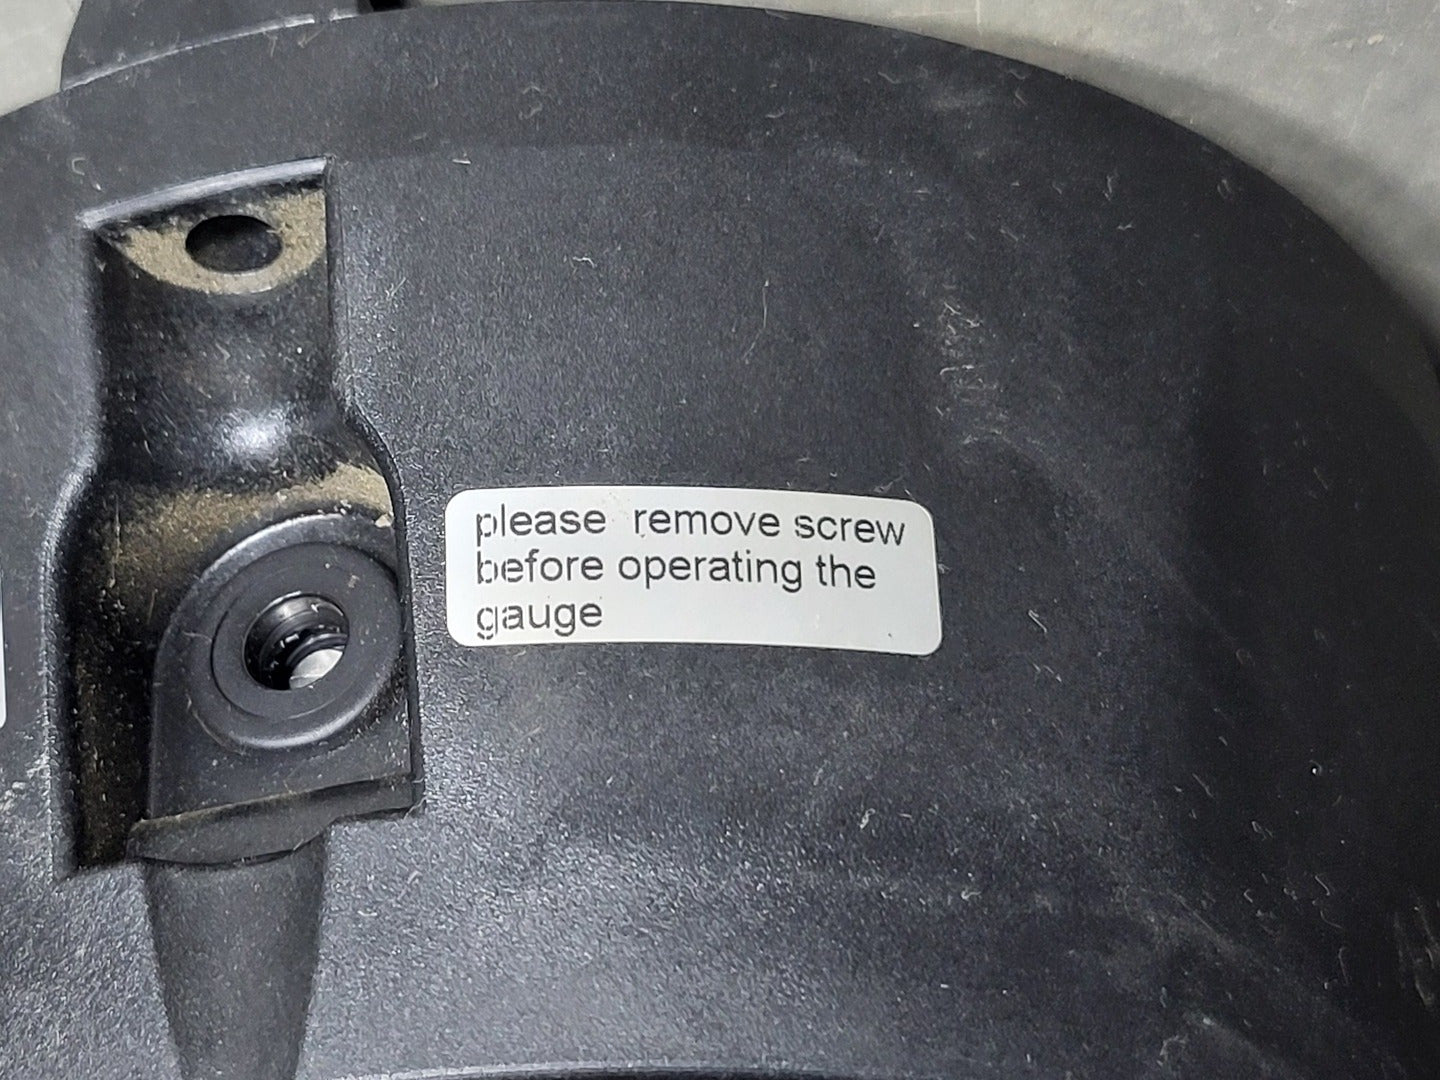 please remove screw
before operating the
gauge